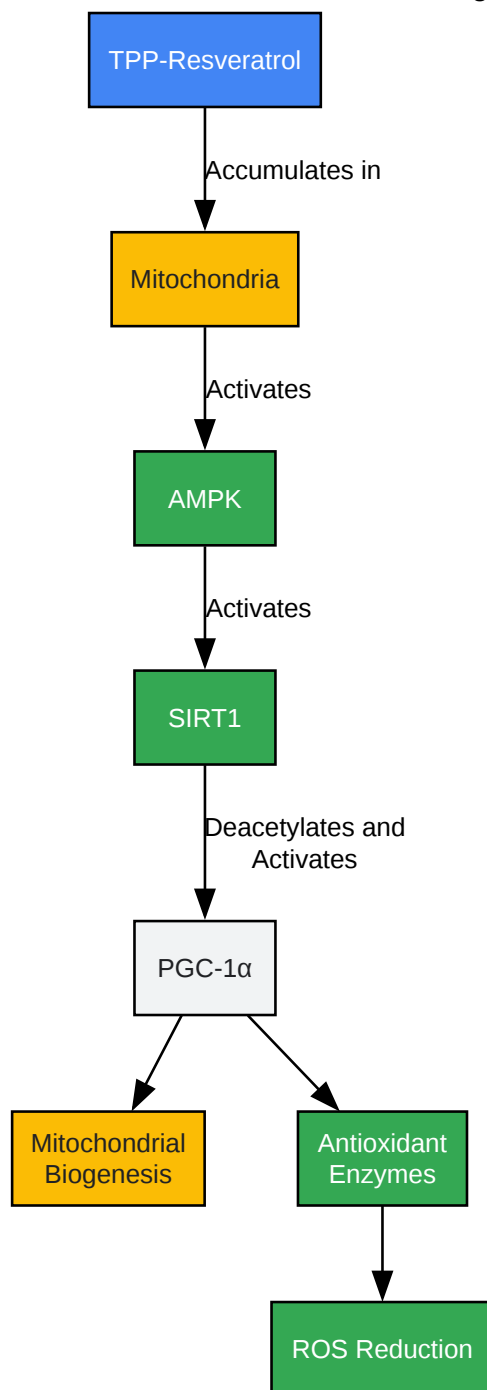 TPP-Resveratrol
Accumulates in
Mitochondria
Activates
AMPK
Activates
SIRT1
Deacetylates and
Activates
PGC-1α
Mitochondrial
Biogenesis
Antioxidant
Enzymes
ROS Reduction